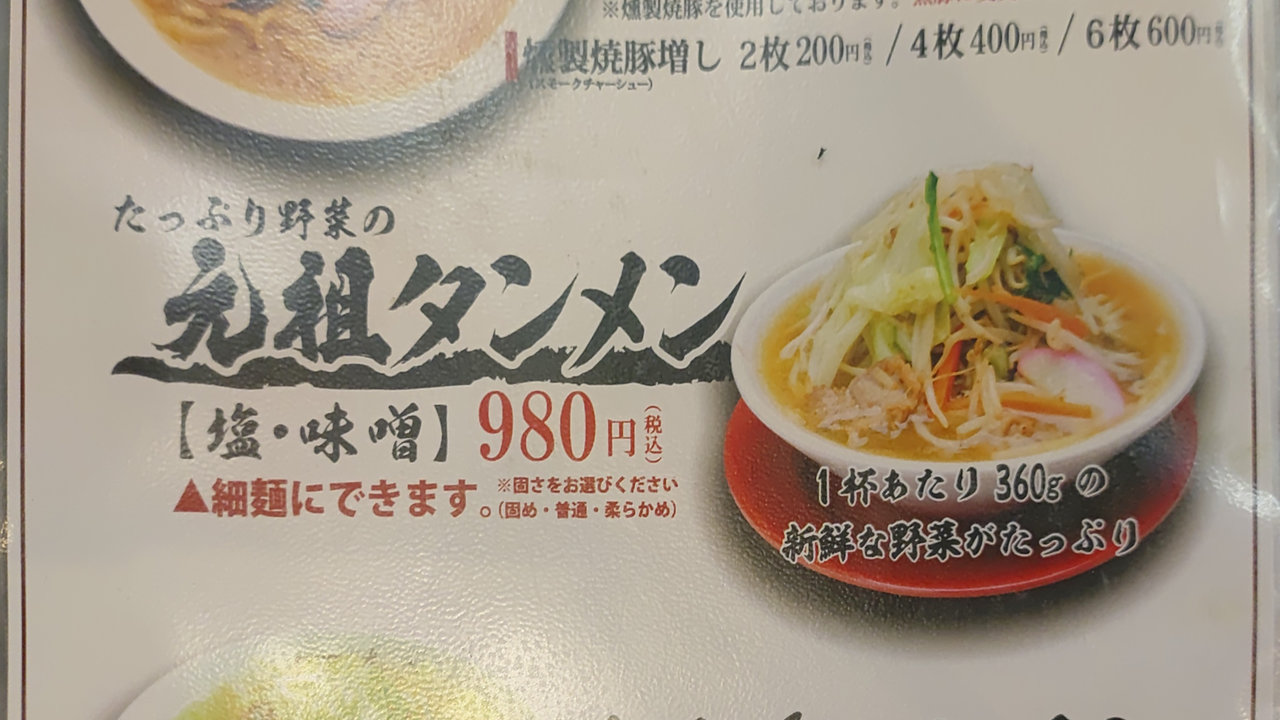 ※燻製焼豚を使用しております。
燻製焼豚増し 2枚200円(税込) / 4枚400円(税込) / 6枚600円(税込)
(スモークチャーシュー)
たっぷり野菜の
元祖タンメン
【塩・味噌】980円(税込)
▲細麺にできます。※固さをお選びください
(固め・普通・柔らかめ)
1杯あたり360gの
新鮮な野菜がたっぷり